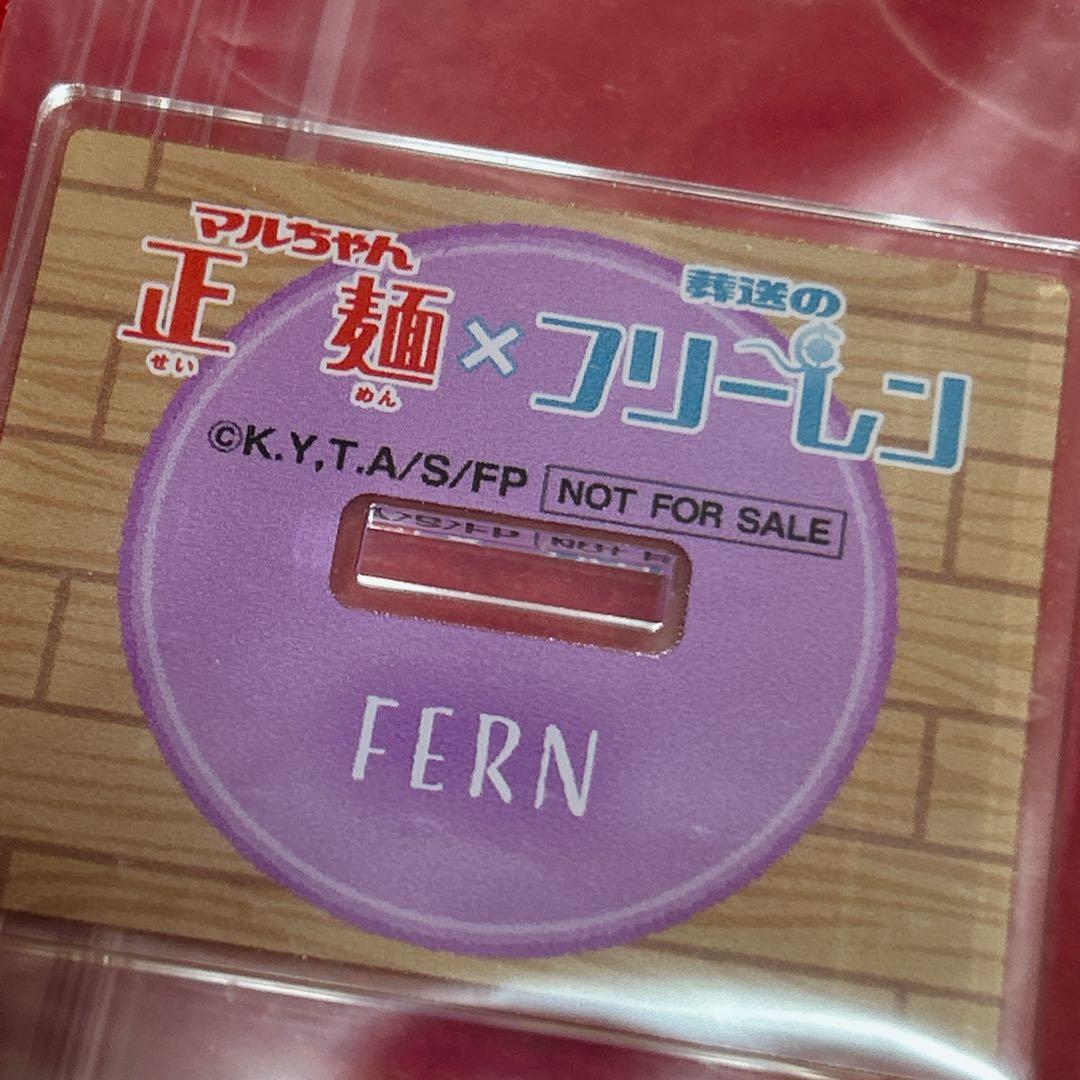 マルちゃん
正麺
せい めん
×
葬送の
フリーレン
©K.Y,T.A/S/FP
NOT FOR SALE
FERN